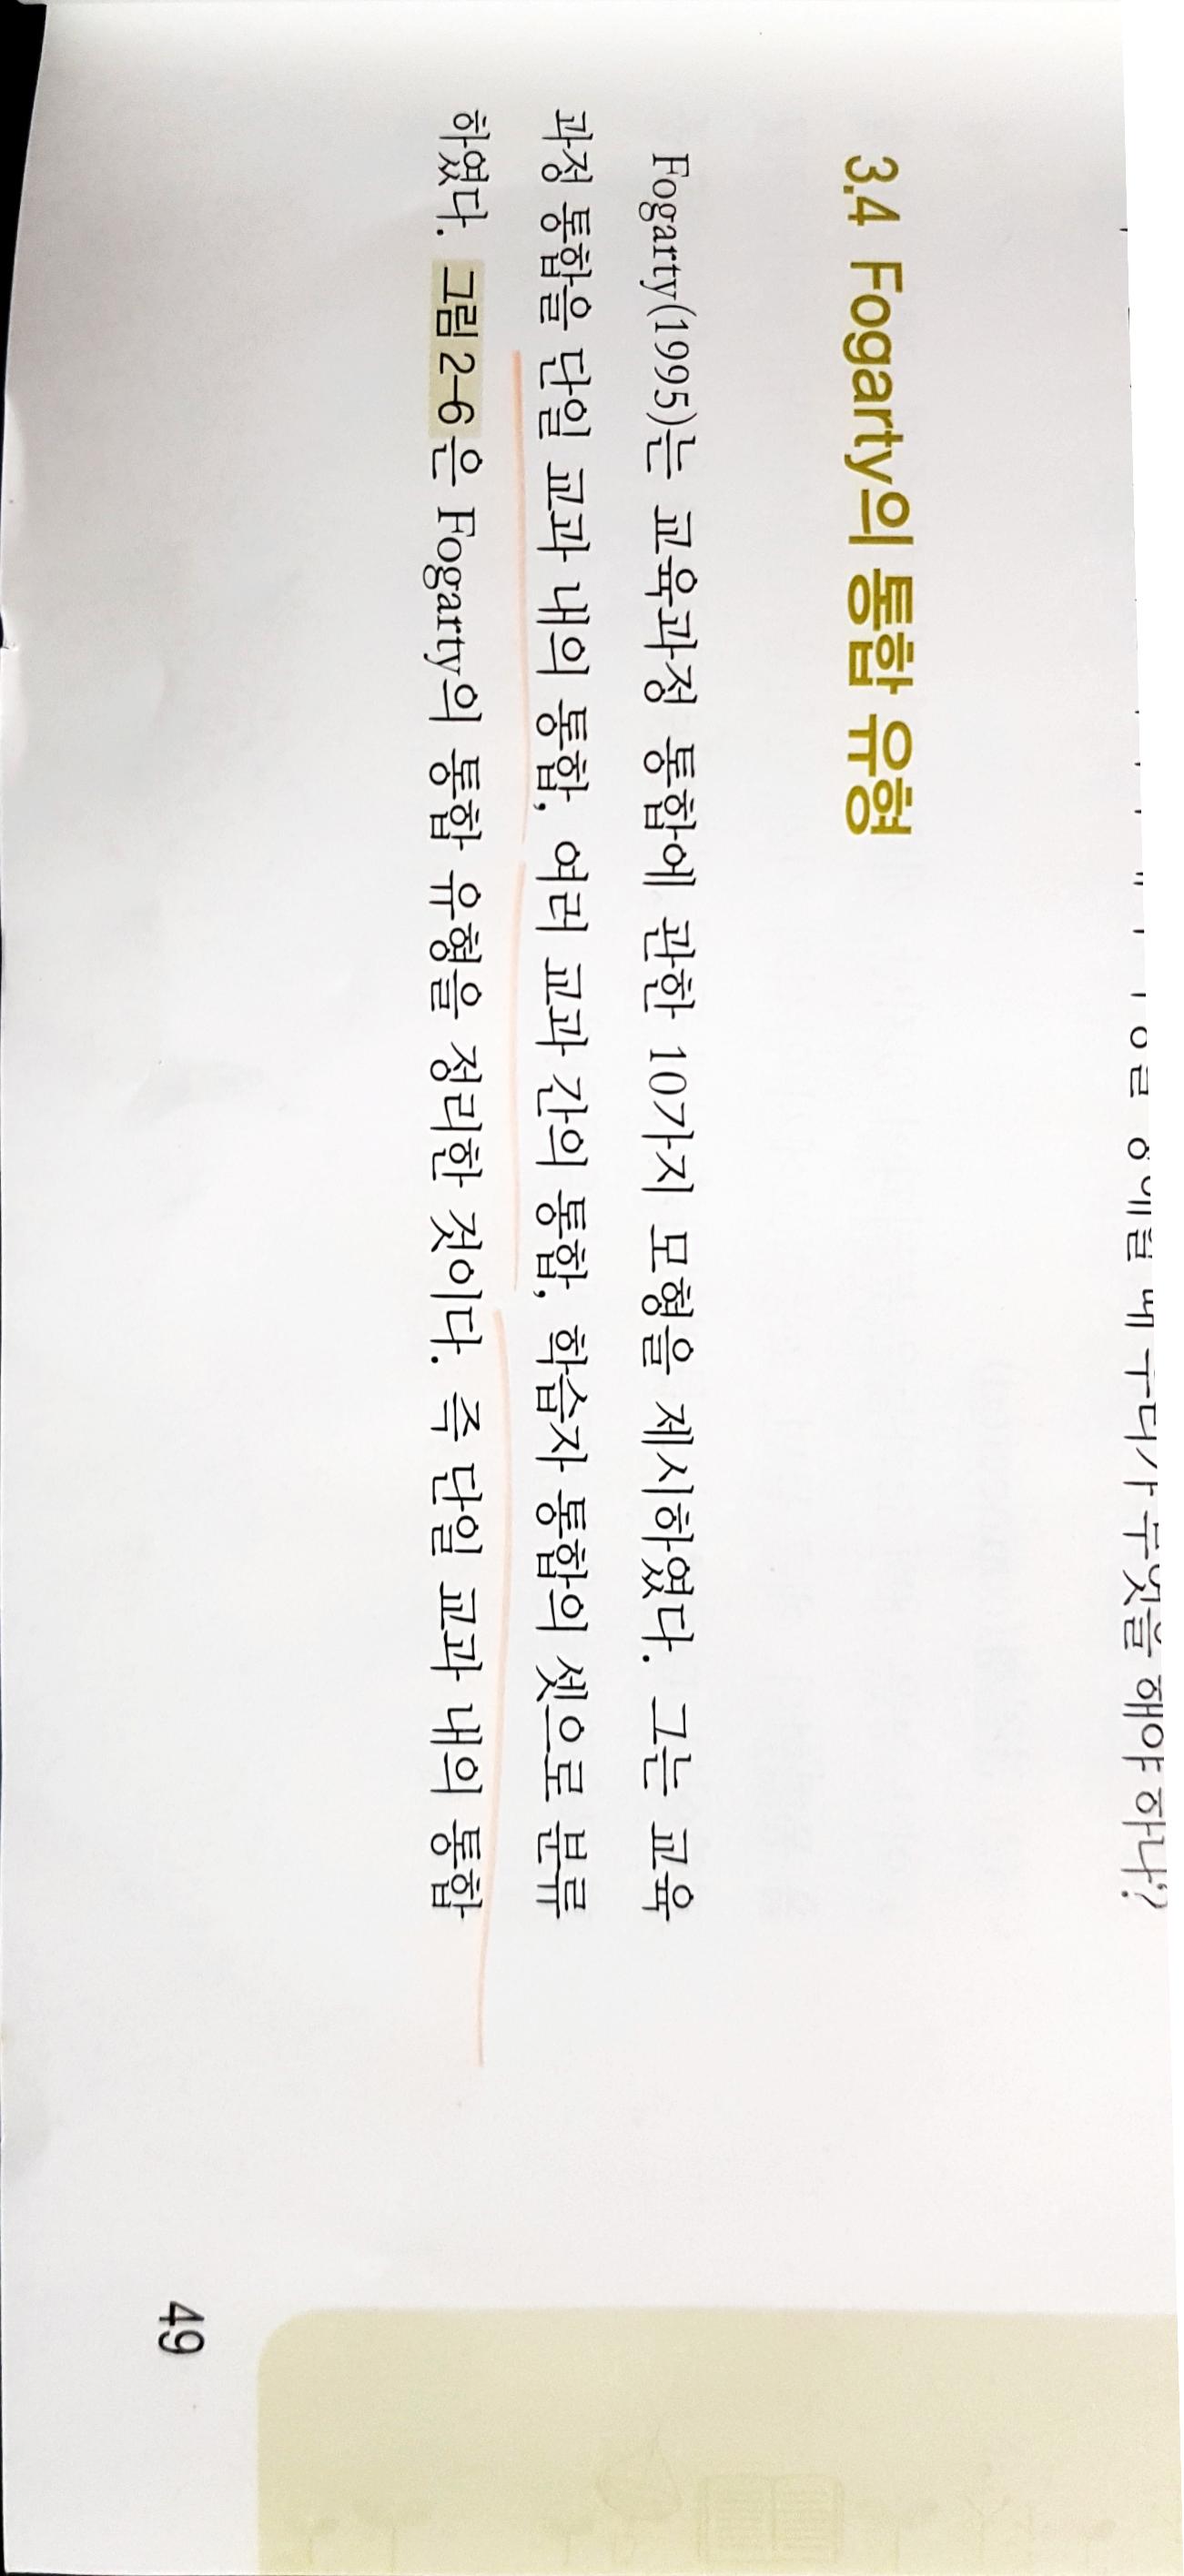 무엇을 해야 하나?
3.4 Fogarty의 통합 유형
Fogarty(1995)는 교육과정 통합에 관한 10가지 모형을 제시하였다. 그는 교육
과정 통합을 단일 교과 내의 통합, 여러 교과 간의 통합, 학습자 통합의 셋으로 분류
하였다. 그림 2-6은 Fogarty의 통합 유형을 정리한 것이다. 즉 단일 교과 내의 통합
49